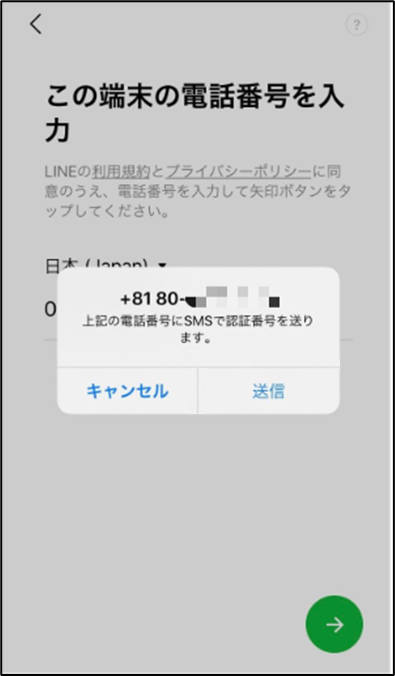 ?
この端末の電話番号を入
力
LINEの利用規約とプライバシーポリシーに同
意のうえ、電話番号を入力して矢印ボタンをタ
ップしてください。
日本 (Japan)
+81 80-
上記の電話番号にSMSで認証番号を送り
ます。
キャンセル 送信